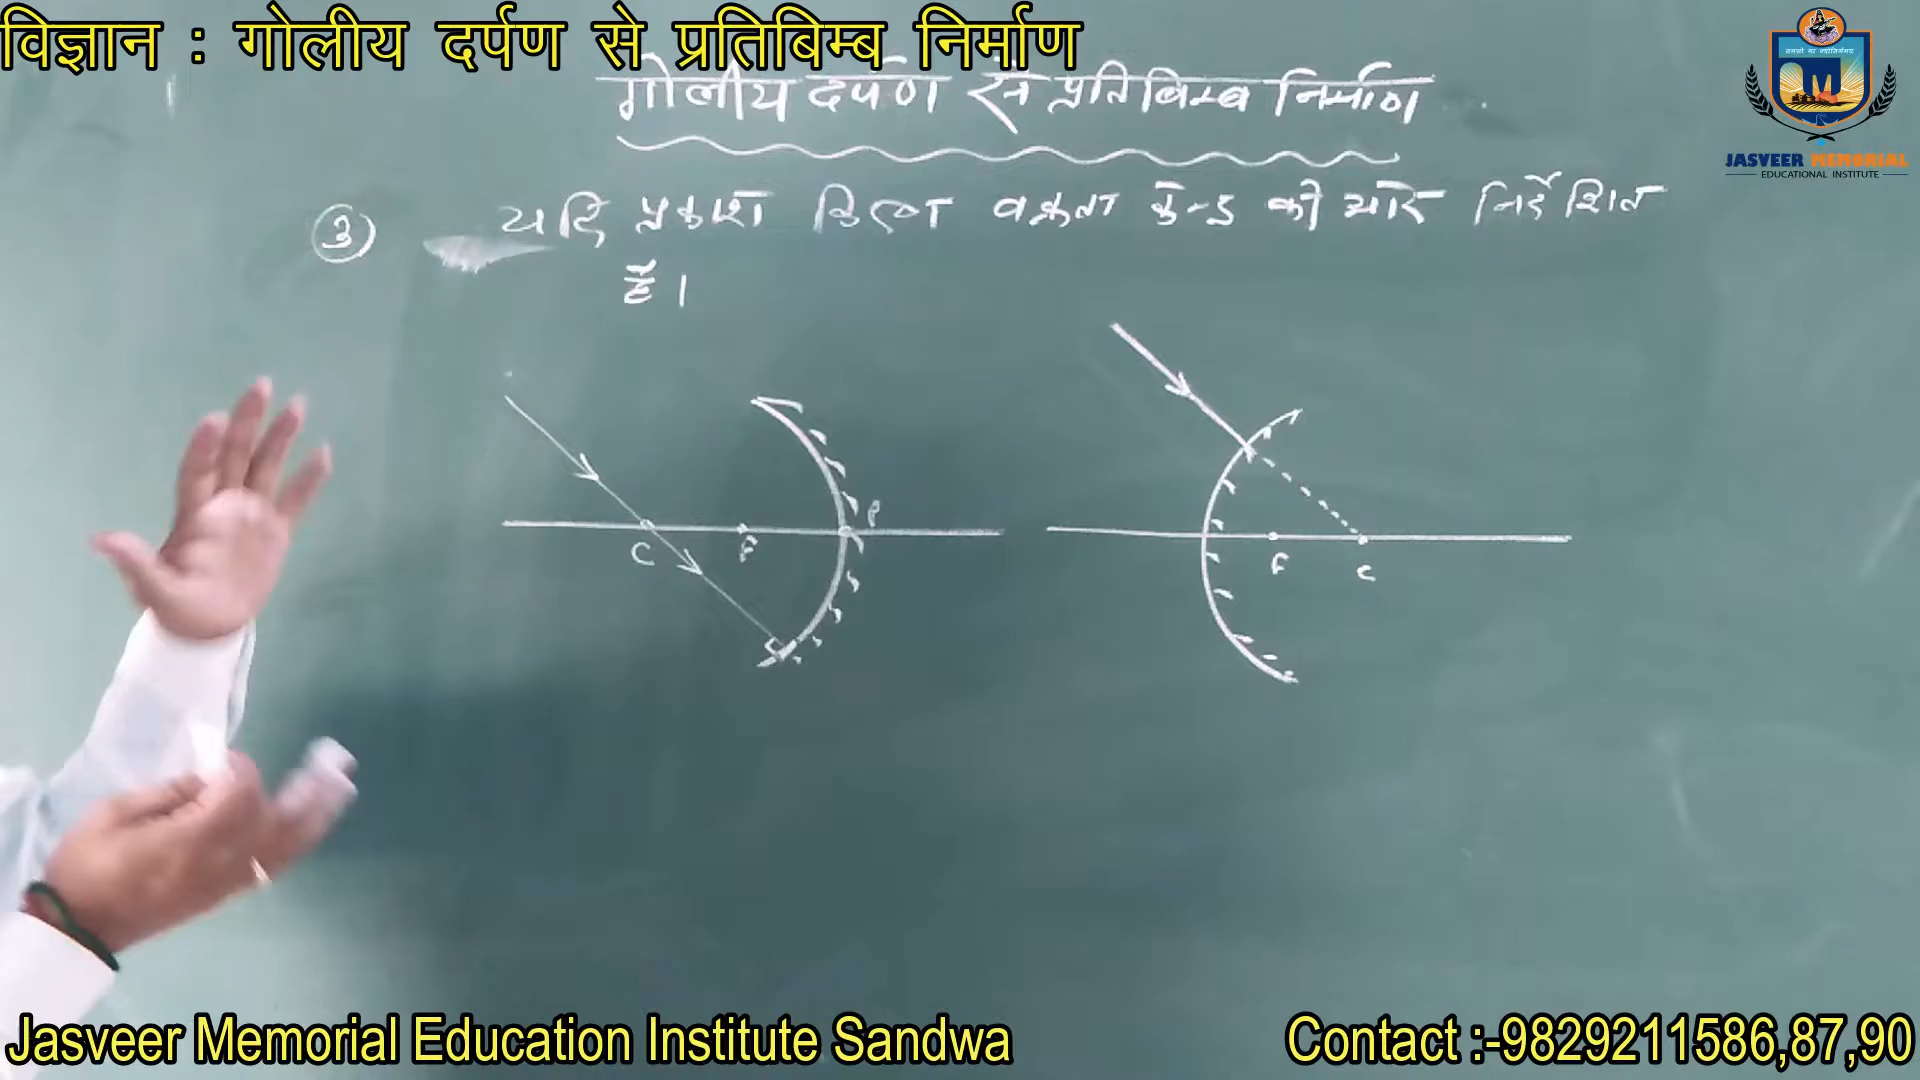 विज्ञान : गोलीय दर्पण से प्रतिबिम्ब निर्माण
गोलीय दर्पण से प्रतिबिम्ब निर्माण
③ यदि प्रकाश किरण वक्रता केन्द्र की ओर निर्देशित
है।
C F P
F C
JASVEER MEMORIAL
EDUCATIONAL INSTITUTE
Jasveer Memorial Education Institute Sandwa
Contact :-9829211586,87,90